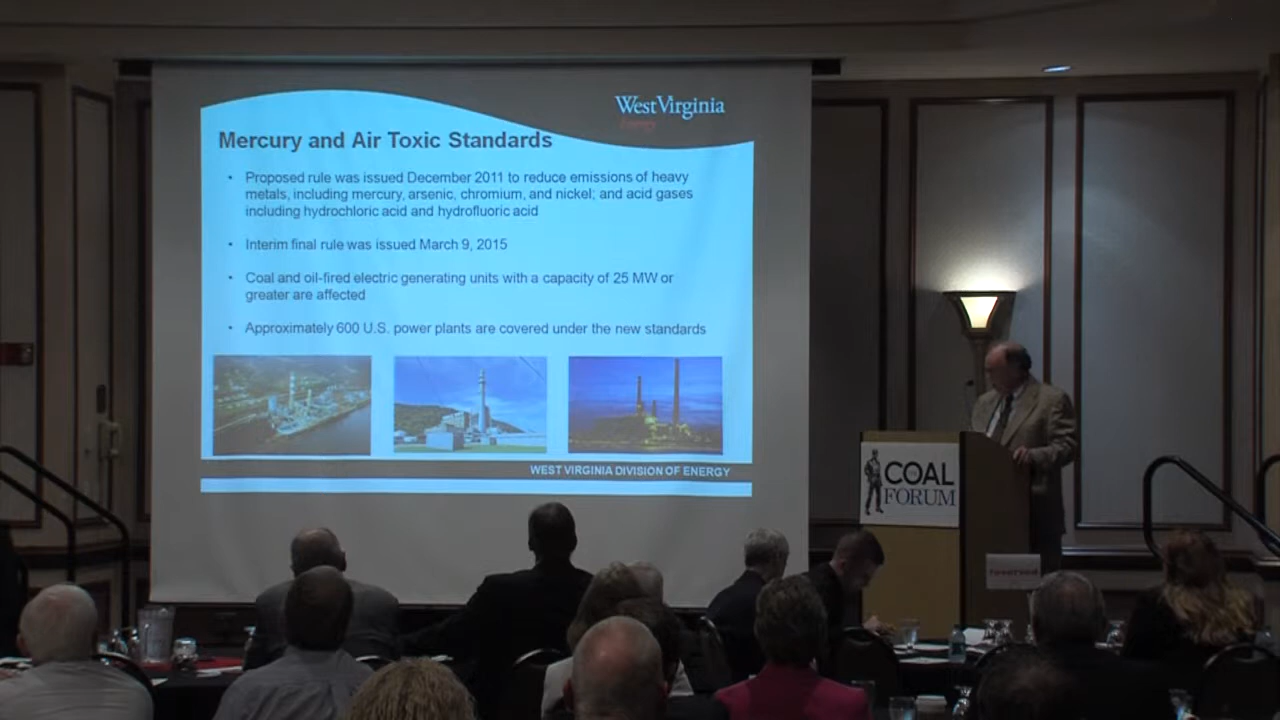 West Virginia
Energy
Mercury and Air Toxic Standards
• Proposed rule was issued December 2011 to reduce emissions of heavy
metals, including mercury, arsenic, chromium, and nickel; and acid gases
including hydrochloric acid and hydrofluoric acid
• Interim final rule was issued March 9, 2015
• Coal and oil-fired electric generating units with a capacity of 25 MW or
greater are affected
• Approximately 600 U.S. power plants are covered under the new standards
WEST VIRGINIA DIVISION OF ENERGY
COAL
FORUM
reserved